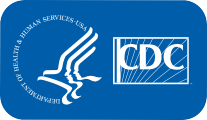 DEPARTMENT OF HEALTH & HUMAN SERVICES • USA
CDC